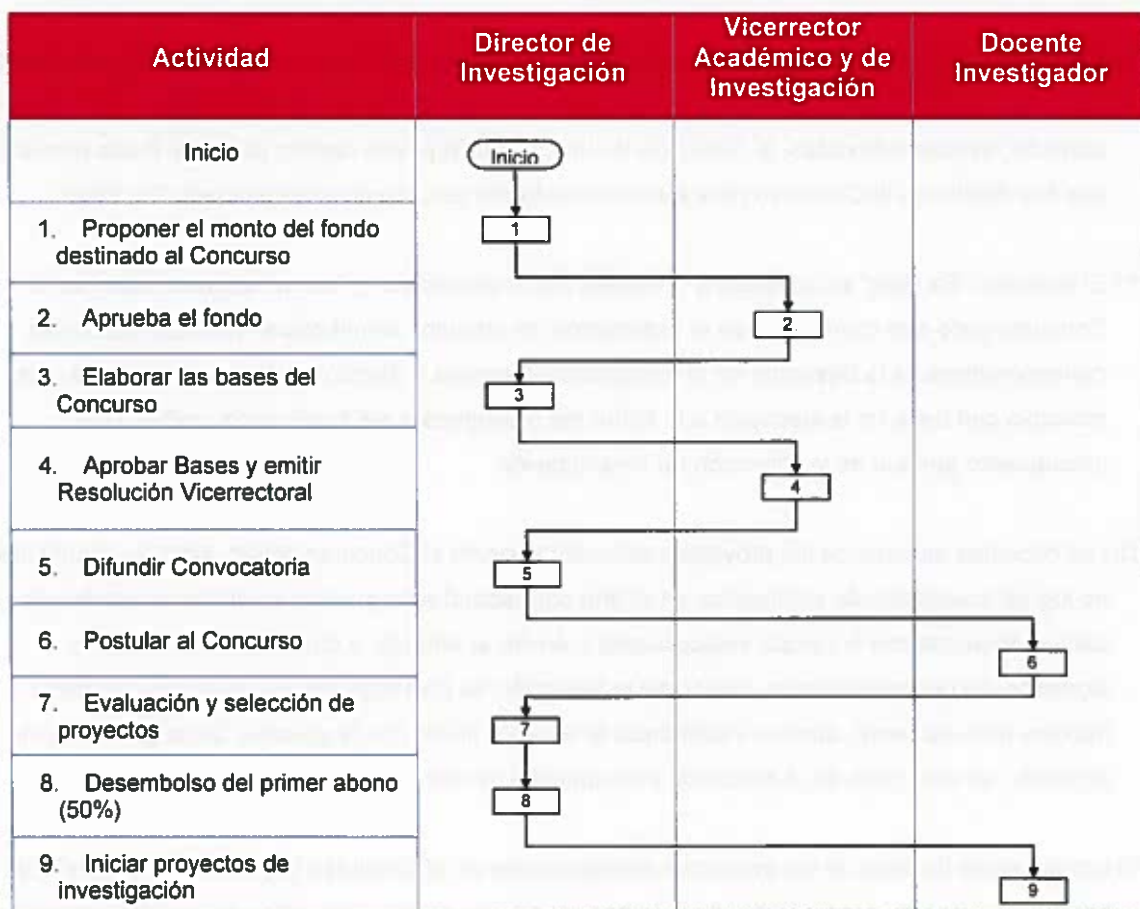 Actividad
Director de
Investigación
Vicerrector
Académico y de
Investigación
Docente
Investigador
Inicio
Inicio
1. Proponer el monto del fondo
destinado al Concurso
1
2. Aprueba el fondo
2
3. Elaborar las bases del
Concurso
3
4. Aprobar Bases y emitir
Resolución Vicerrectoral
4
5. Difundir Convocatoria
5
6. Postular al Concurso
6
7. Evaluación y selección de
proyectos
7
8. Desembolso del primer abono
(50%)
8
9. Iniciar proyectos de
investigación
9